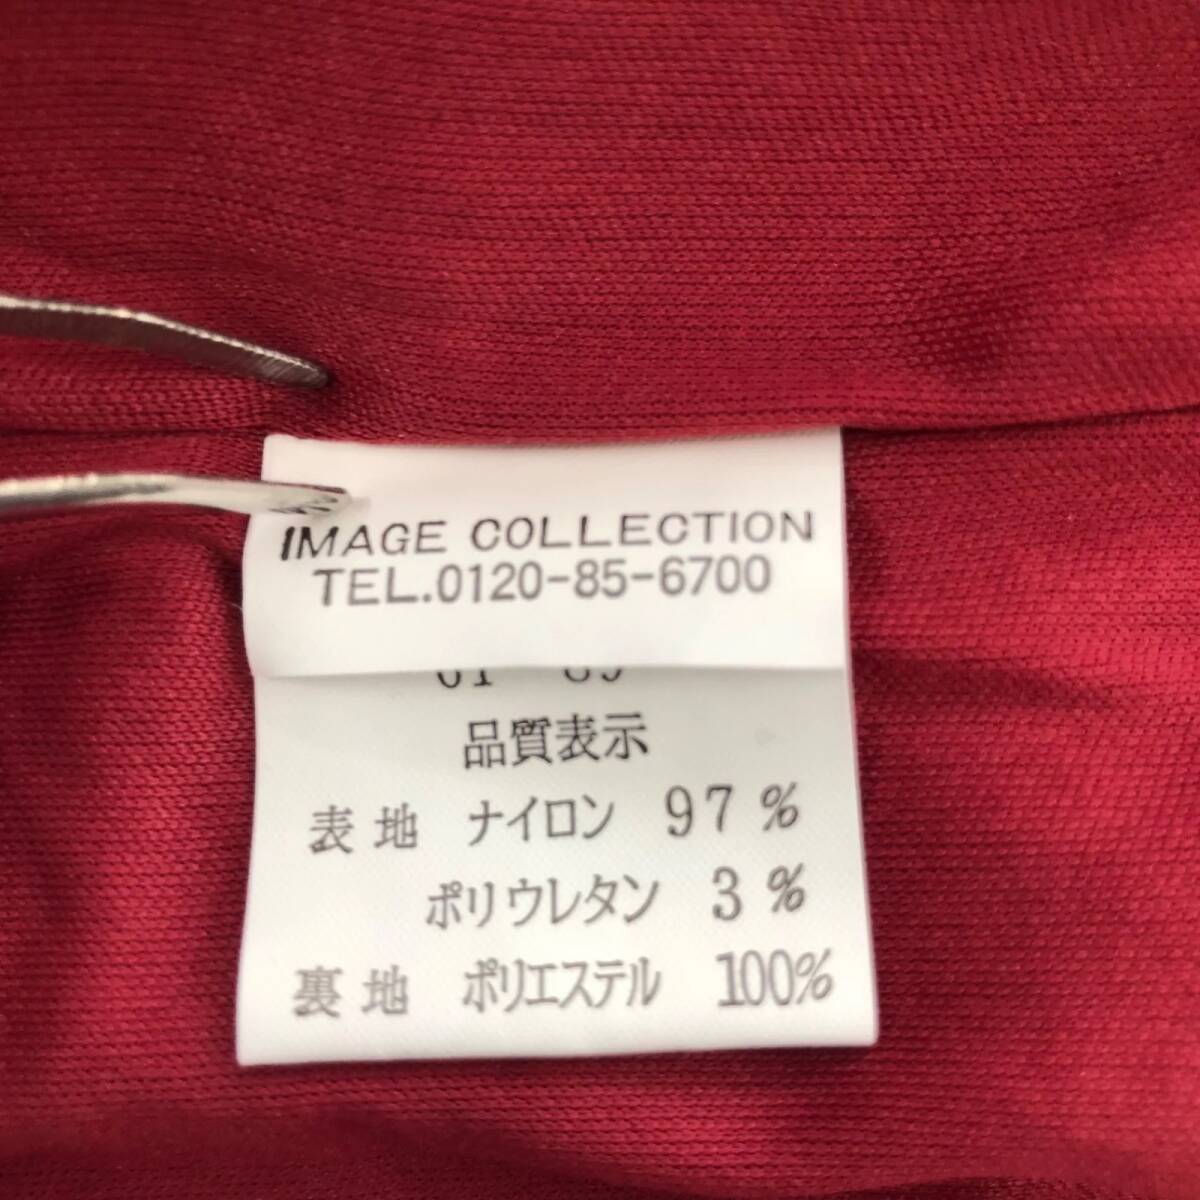 IMAGE COLLECTION
TEL.0120-85-6700
品質表示
表地 ナイロン 97%
ポリウレタン 3%
裏地 ポリエステル 100%